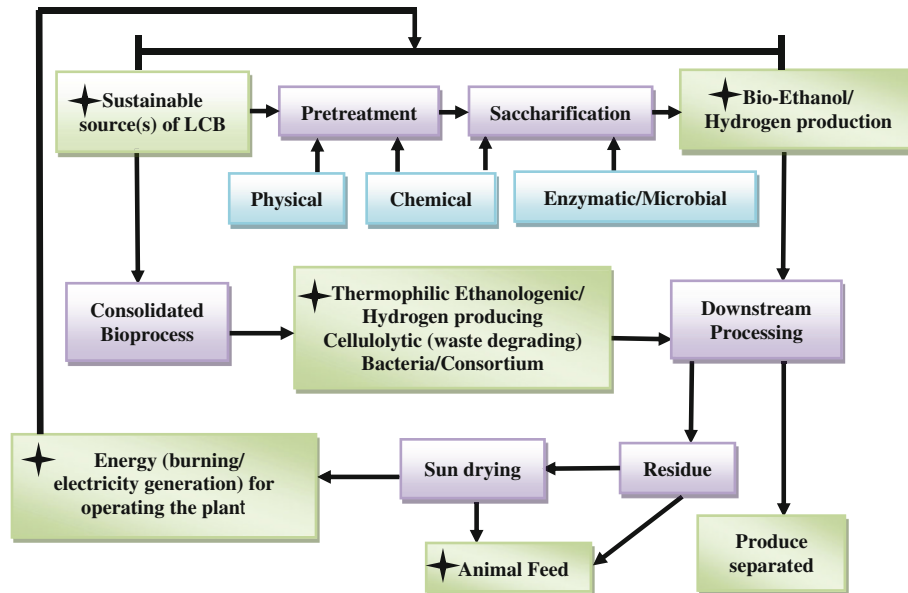 Sustainable
source(s) of LCB
Pretreatment
Saccharification
Bio-Ethanol/
Hydrogen production
Physical
Chemical
Enzymatic/Microbial
Consolidated
Bioprocess
Thermophilic Ethanologenic/
Hydrogen producing
Cellulolytic (waste degrading)
Bacteria/Consortium
Downstream
Processing
Energy (burning/
electricity generation) for
operating the plant
Sun drying
Residue
Animal Feed
Produce
separated